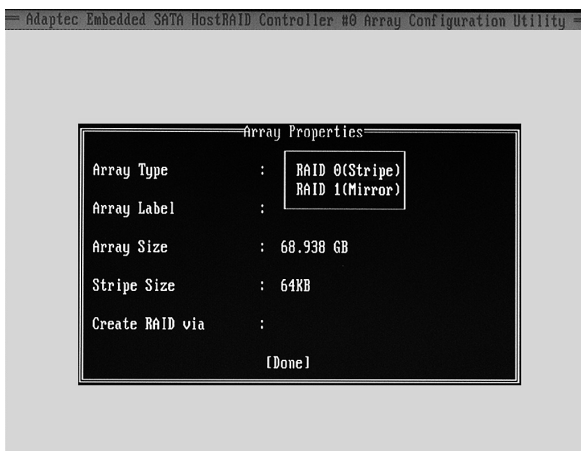 Adaptec Embedded SATA HostRAID Controller #0 Array Configuration Utility
Array Properties
Array Type : RAID 0(Stripe)
RAID 1(Mirror)
Array Label :
Array Size : 68.938 GB
Stripe Size : 64KB
Create RAID via :
[Done]